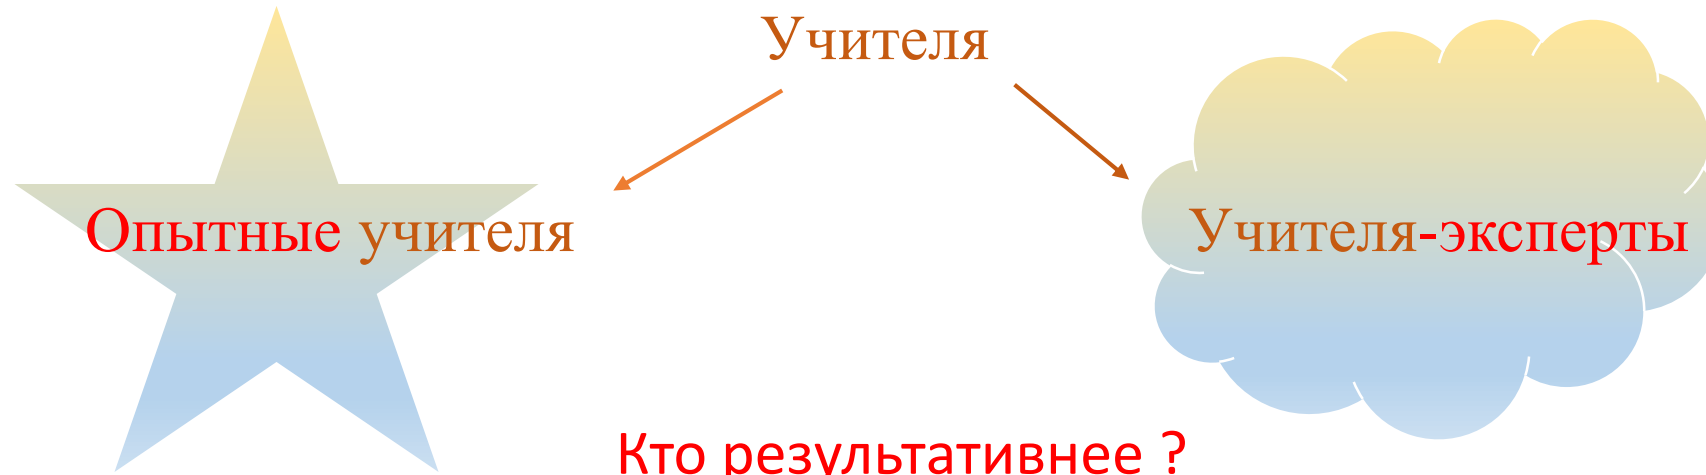 Учителя
Опытные учителя
Учителя-эксперты
Кто результативнее ?